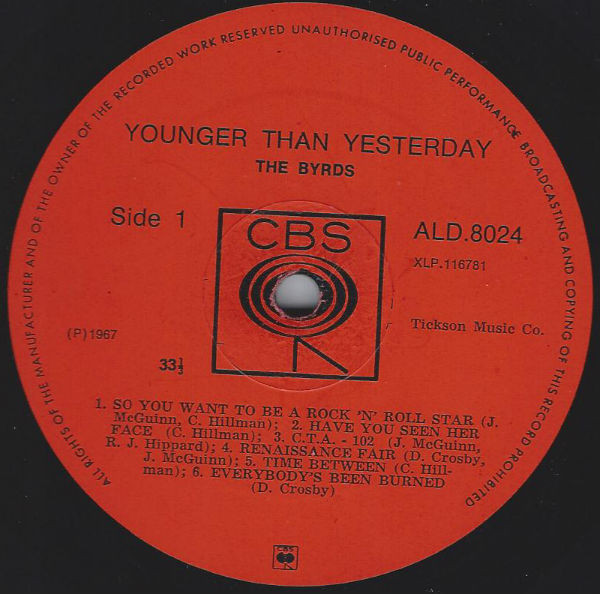 ALL RIGHTS OF THE MANUFACTURER AND OF THE OWNER OF THE RECORDED WORK RESERVED UNAUTHORISED PUBLIC PERFORMANCE BROADCASTING AND COPYING OF THIS RECORD PROHIBITED
YOUNGER THAN YESTERDAY
THE BYRDS
Side 1
CBS
ALD.8024
XLP.116781
(P) 1967
Tickson Music Co.
33⅓
1. SO YOU WANT TO BE A ROCK 'N' ROLL STAR (J.
McGuinn, C. Hillman); 2. HAVE YOU SEEN HER
FACE (C. Hillman); 3. C.T.A. - 102 (J. McGuinn,
R. J. Hippard); 4. RENAISSANCE FAIR (D. Crosby,
J. McGuinn); 5. TIME BETWEEN (C. Hill-
man); 6. EVERYBODY'S BEEN BURNED
(D. Crosby)
CBS